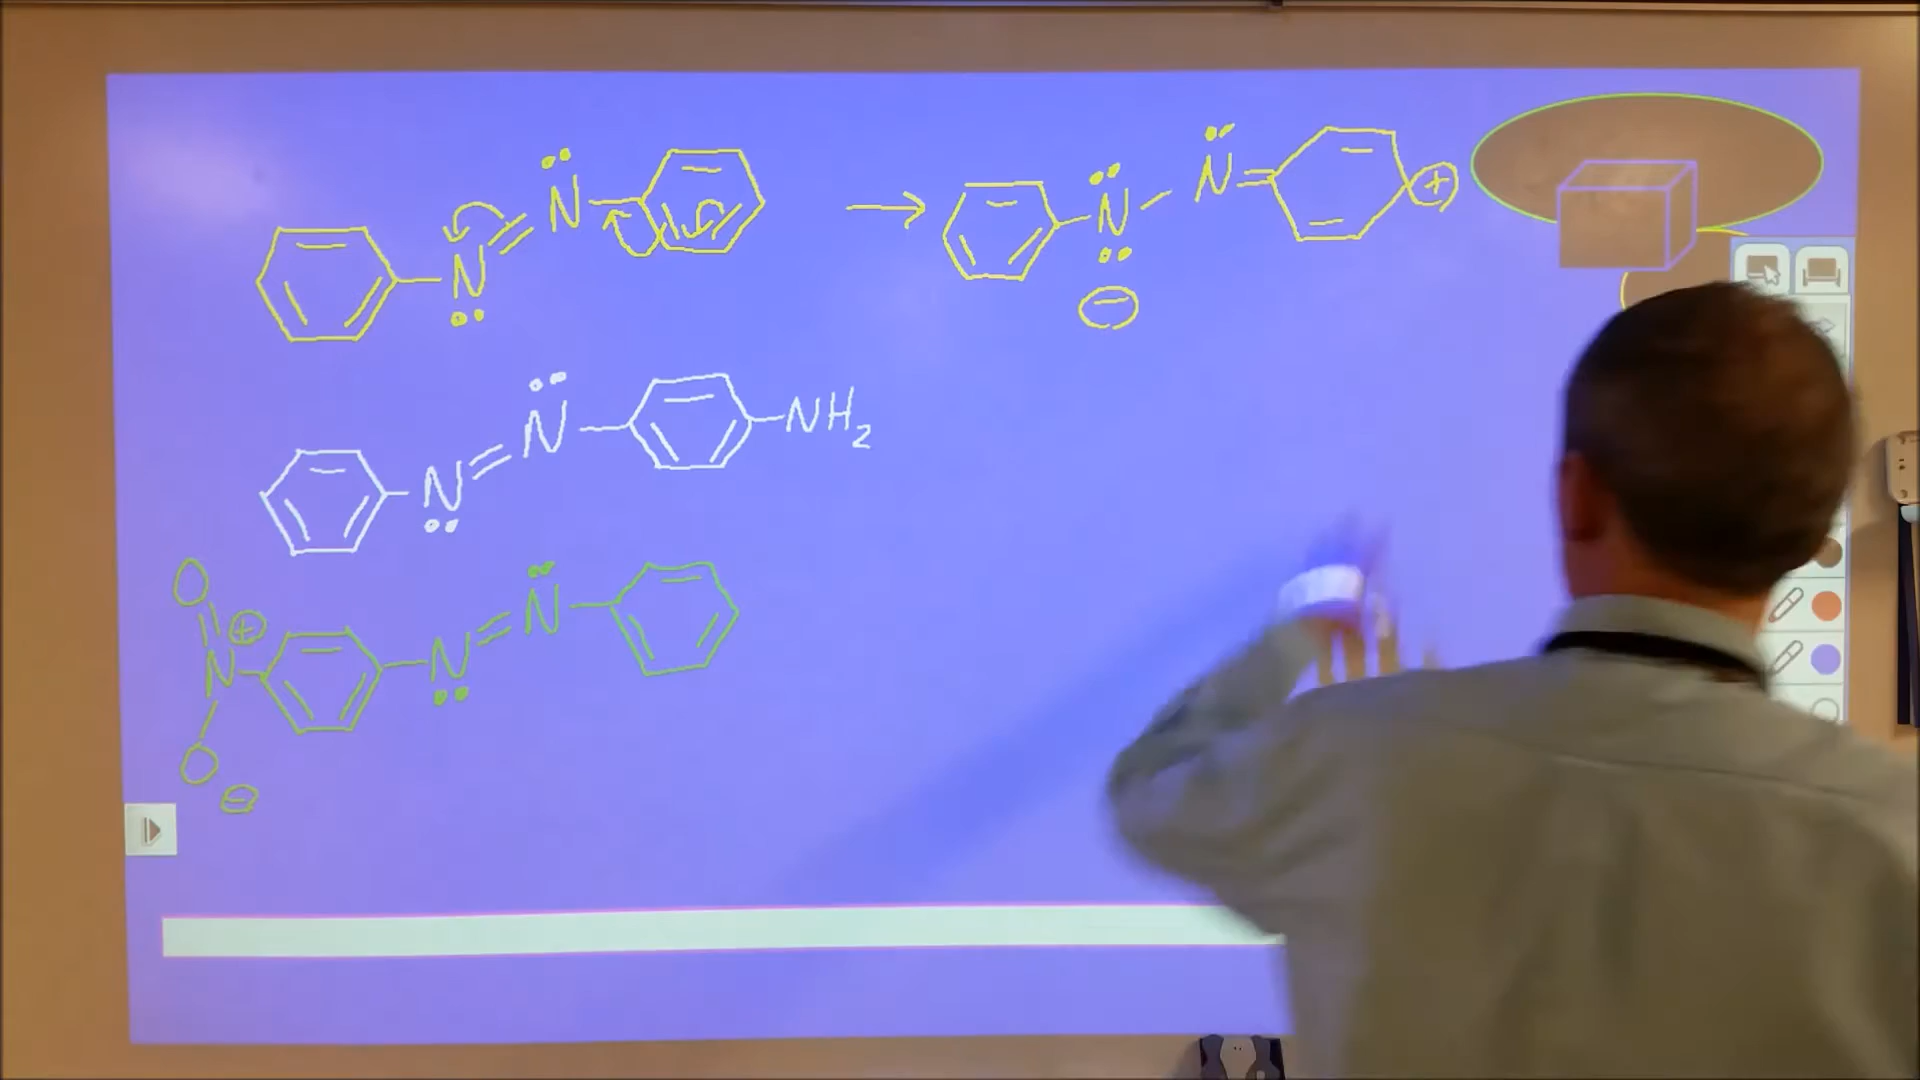 N=N → N-N= ⊕
⊖
N=N-NH₂
O
⊕
N N=N
O
⊖